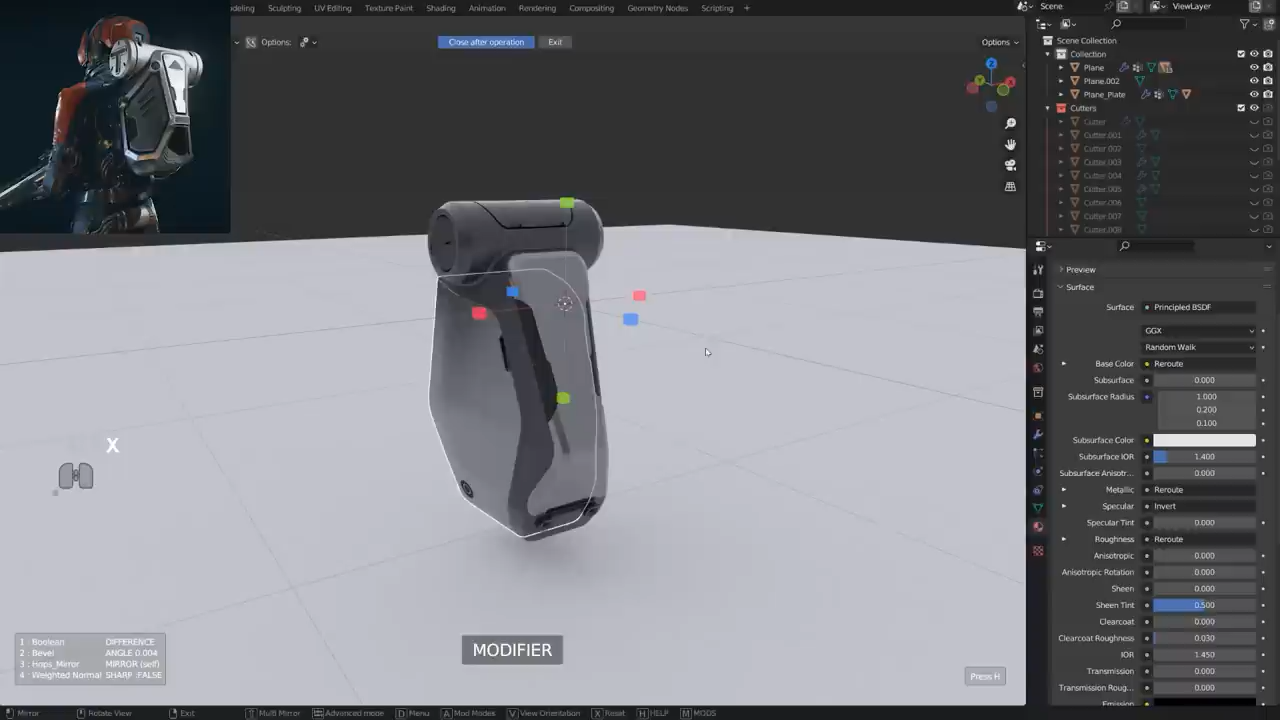 deling Sculpting UV Editing Texture Paint Shading Animation Rendering Compositing Geometry Nodes Scripting +
Scene
ViewLayer
Options:
Close after operation
Exit
Options
Scene Collection
Collection
Plane
Plane.002
Plane_Plate
Cutters
Cutter
Cutter.001
Cutter.002
Cutter.003
Cutter.004
Cutter.005
Cutter.006
Cutter.007
Cutter.008
Z
Y
X
Preview
Surface
Surface Principled BSDF
GGX
Random Walk
Base Color Reroute
Subsurface 0.000
Subsurface Radius 1.000
0.200
0.100
Subsurface Color
Subsurface IOR 1.400
Subsurface Anisotr... 0.000
Metallic Reroute
Specular Invert
Specular Tint 0.000
Roughness Reroute
Anisotropic 0.000
Anisotropic Rotation 0.000
Sheen 0.000
Sheen Tint 0.500
Clearcoat 0.000
Clearcoat Roughness 0.030
IOR 1.450
Transmission 0.000
Transmission Roug... 0.000
X
1 : Boolean DIFFERENCE
2 : Bevel ANGLE 0.004
3 : Hops_Mirror MIRROR (self)
4 : Weighted Normal SHARP :FALSE
MODIFIER
Press H
Mirror Rotate View Exit Multi Mirror Advanced mode D Menu A Mod Modes V View Orientation X Reset H HELP M MODS